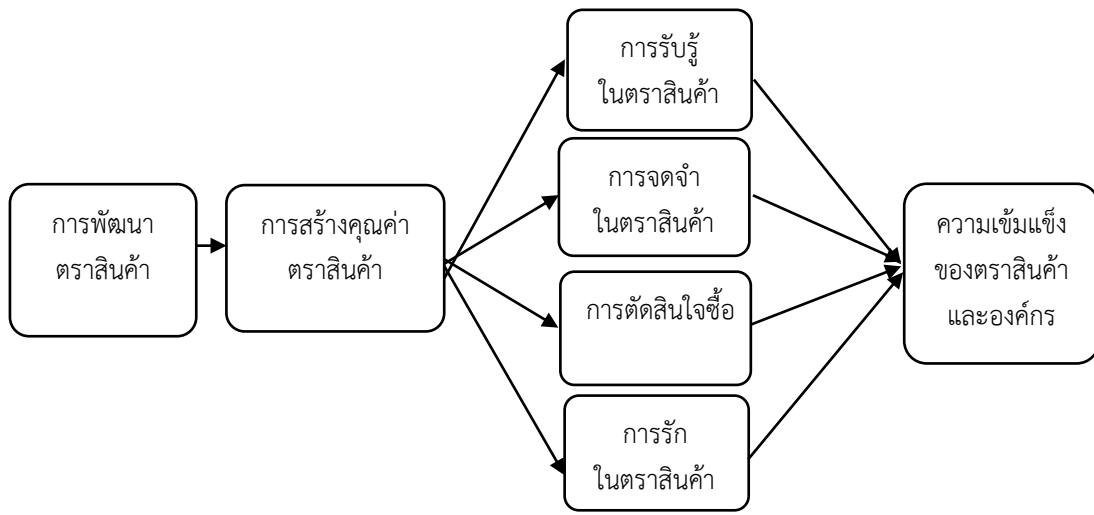 การพัฒนา
ตราสินค้า
การสร้างคุณค่า
ตราสินค้า
การรับรู้
ในตราสินค้า
การจดจำ
ในตราสินค้า
การตัดสินใจซื้อ
การรัก
ในตราสินค้า
ความเข้มแข็ง
ของตราสินค้า
และองค์กร